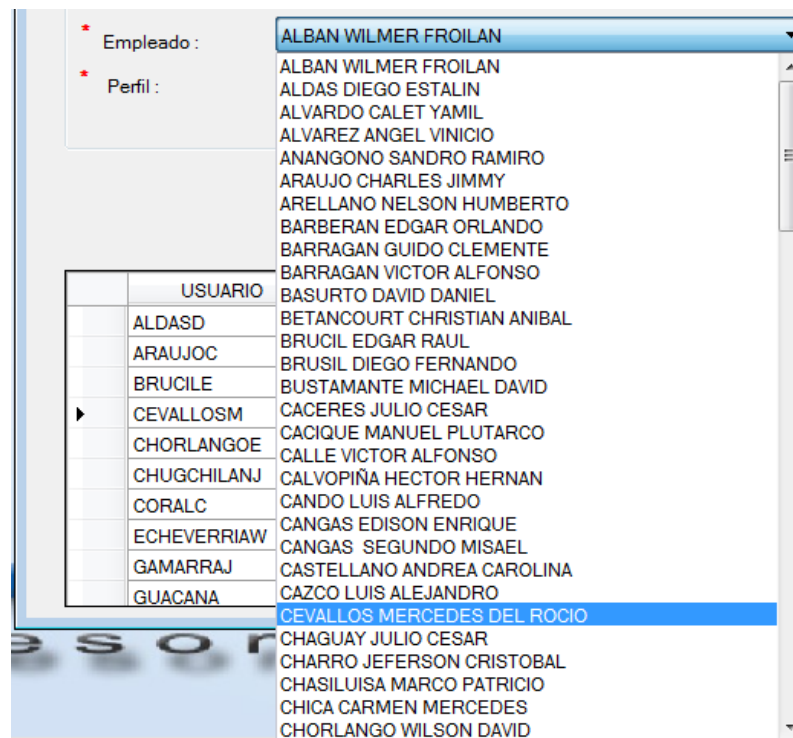 * Empleado :
ALBAN WILMER FROILAN
* Perfil :
ALBAN WILMER FROILAN
ALDAS DIEGO ESTALIN
ALVARDO CALET YAMIL
ALVAREZ ANGEL VINICIO
ANANGONO SANDRO RAMIRO
ARAUJO CHARLES JIMMY
ARELLANO NELSON HUMBERTO
BARBERAN EDGAR ORLANDO
BARRAGAN GUIDO CLEMENTE
BARRAGAN VICTOR ALFONSO
BASURTO DAVID DANIEL
BETANCOURT CHRISTIAN ANIBAL
BRUCIL EDGAR RAUL
BRUSIL DIEGO FERNANDO
BUSTAMANTE MICHAEL DAVID
CACERES JULIO CESAR
CACIQUE MANUEL PLUTARCO
CALLE VICTOR ALFONSO
CALVOPIÑA HECTOR HERNAN
CANDO LUIS ALFREDO
CANGAS EDISON ENRIQUE
CANGAS  SEGUNDO MISAEL
CASTELLANO ANDREA CAROLINA
CAZCO LUIS ALEJANDRO
CEVALLOS MERCEDES DEL ROCIO
CHAGUAY JULIO CESAR
CHARRO JEFERSON CRISTOBAL
CHASILUISA MARCO PATRICIO
CHICA CARMEN MERCEDES
CHORLANGO WILSON DAVID
USUARIO
ALDASD
ARAUJOC
BRUCILE
CEVALLOSM
CHORLANGOE
CHUGCHILANJ
CORALC
ECHEVERRIAW
GAMARRAJ
GUACANA